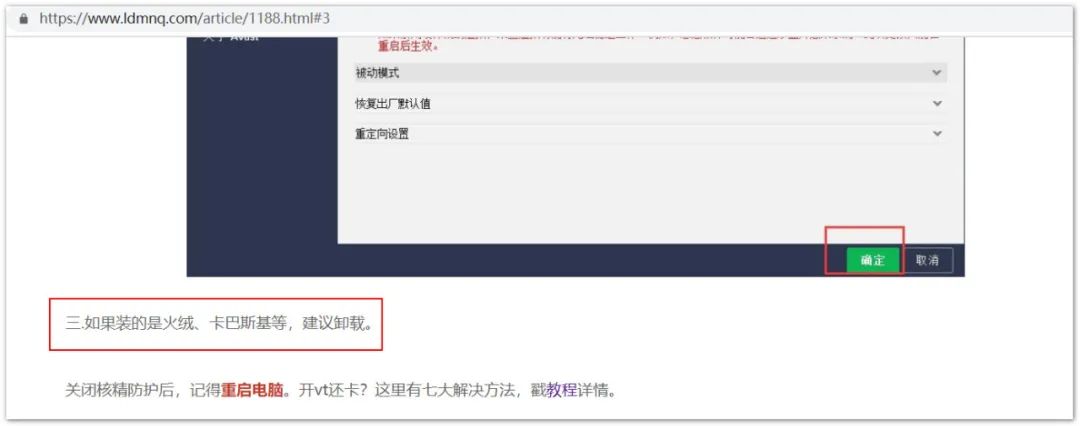 https://www.ldmnq.com/article/1188.html#3
关于 Avast
重启后生效。
被动模式
恢复出厂默认值
重定向设置
确定 取消
三.如果装的是火绒、卡巴斯基等，建议卸载。
关闭核精防护后，记得重启电脑。开vt还卡？这里有七大解决方法，戳教程详情。